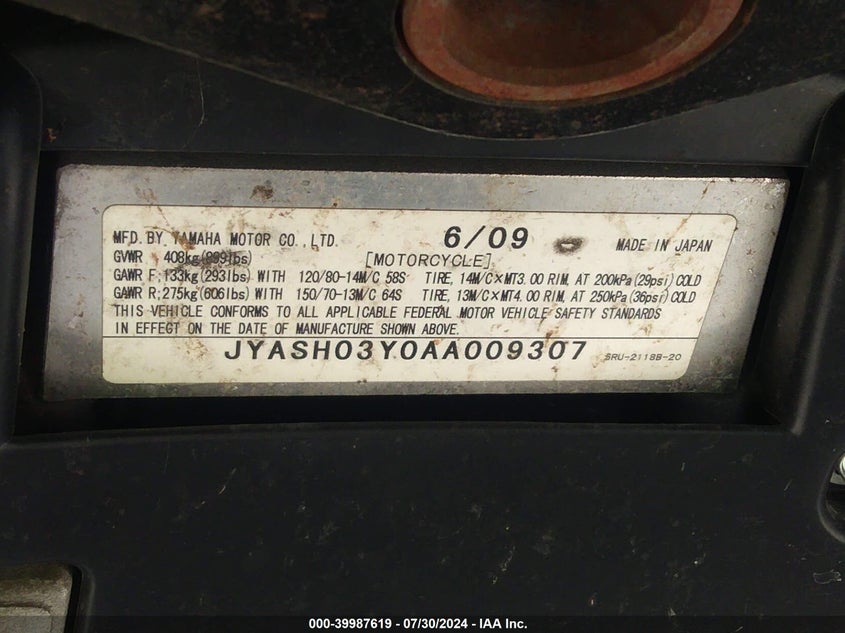 MFD. BY YAMAHA MOTOR CO.,LTD. 6/09 MADE IN JAPAN
GVWR 408kg(899lbs) [MOTORCYCLE]
GAWR F;133kg(293lbs) WITH 120/80-14M/C 58S TIRE, 14M/C×MT3.00 RIM, AT 200kPa(29psi)COLD
GAWR R;275kg(606lbs) WITH 150/70-13M/C 64S TIRE, 13M/C×MT4.00 RIM, AT 250kPa(36psi)COLD
THIS VEHICLE CONFORMS TO ALL APPLICABLE FEDERAL MOTOR VEHICLE SAFETY STANDARDS
IN EFFECT ON THE DATE OF MANUFACTURE SHOWN ABOVE.
JYASH03Y0AA009307 5RU-2118B-20
000-39987619 - 07/30/2024 - IAA Inc.